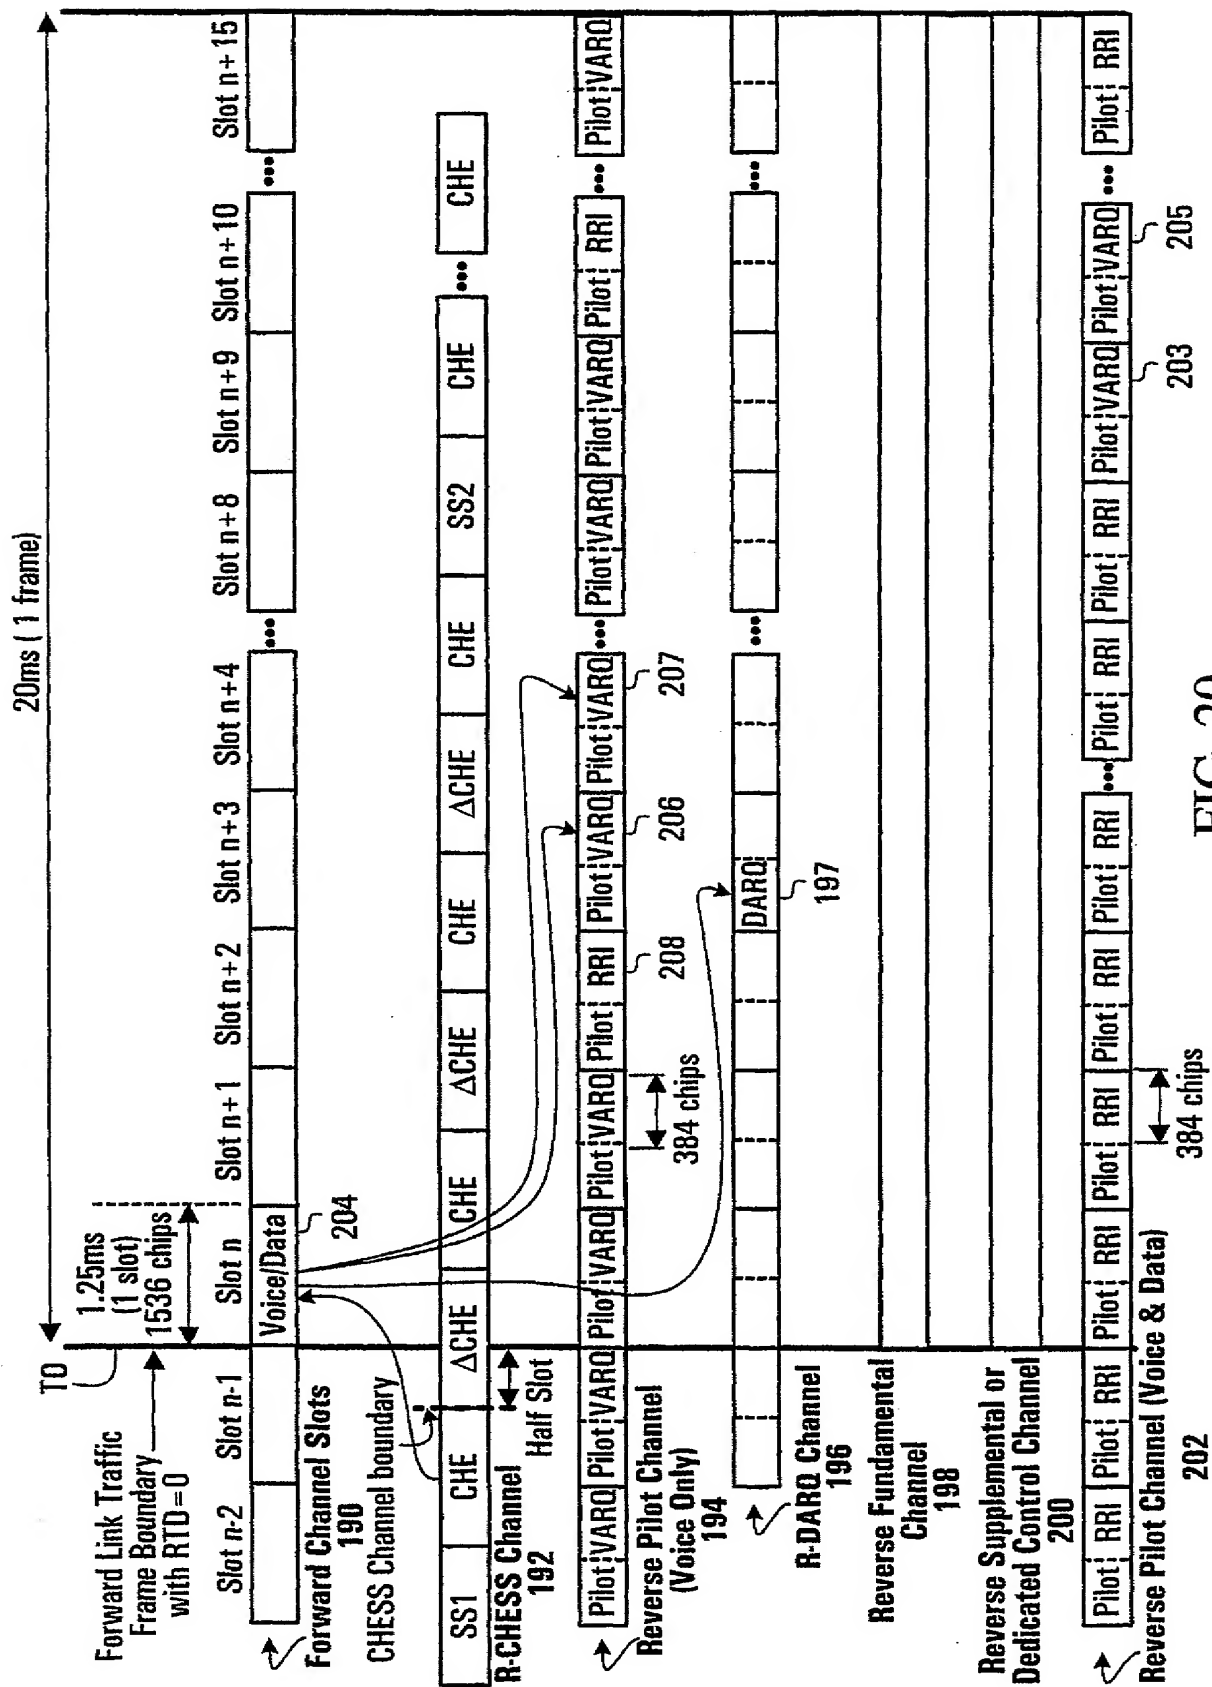 20ms ( 1 frame)
T0
1.25ms
(1 slot)
1536 chips
Forward Link Traffic
Frame Boundary
with RTD=0
Slot n-2 Slot n-1 Slot n Slot n+1 Slot n+2 Slot n+3 Slot n+4 Slot n+8 Slot n+9 Slot n+10 Slot n+15
Voice/Data ••• •••
204
Forward Channel Slots
190
CHESS Channel boundary
SS1 CHE ΔCHE CHE ΔCHE CHE ΔCHE CHE SS2 CHE ••• CHE
R-CHESS Channel
192
Half Slot
Pilot VARQ Pilot VARQ Pilot VARQ Pilot VARQ Pilot RRI Pilot VARQ Pilot VARQ ••• Pilot VARQ Pilot VARQ Pilot RRI ••• Pilot VARQ
208 206 207
384 chips
Reverse Pilot Channel
(Voice Only)
194
DARQ ••• •••
197
R-DARQ Channel
196
Reverse Fundamental
Channel
198
Reverse Supplemental or
Dedicated Control Channel
200
Pilot RRI Pilot RRI Pilot RRI Pilot RRI Pilot RRI Pilot RRI ••• Pilot RRI Pilot RRI Pilot VARQ Pilot VARQ ••• Pilot RRI
203 205
384 chips
Reverse Pilot Channel (Voice & Data)
202
FIG. 20